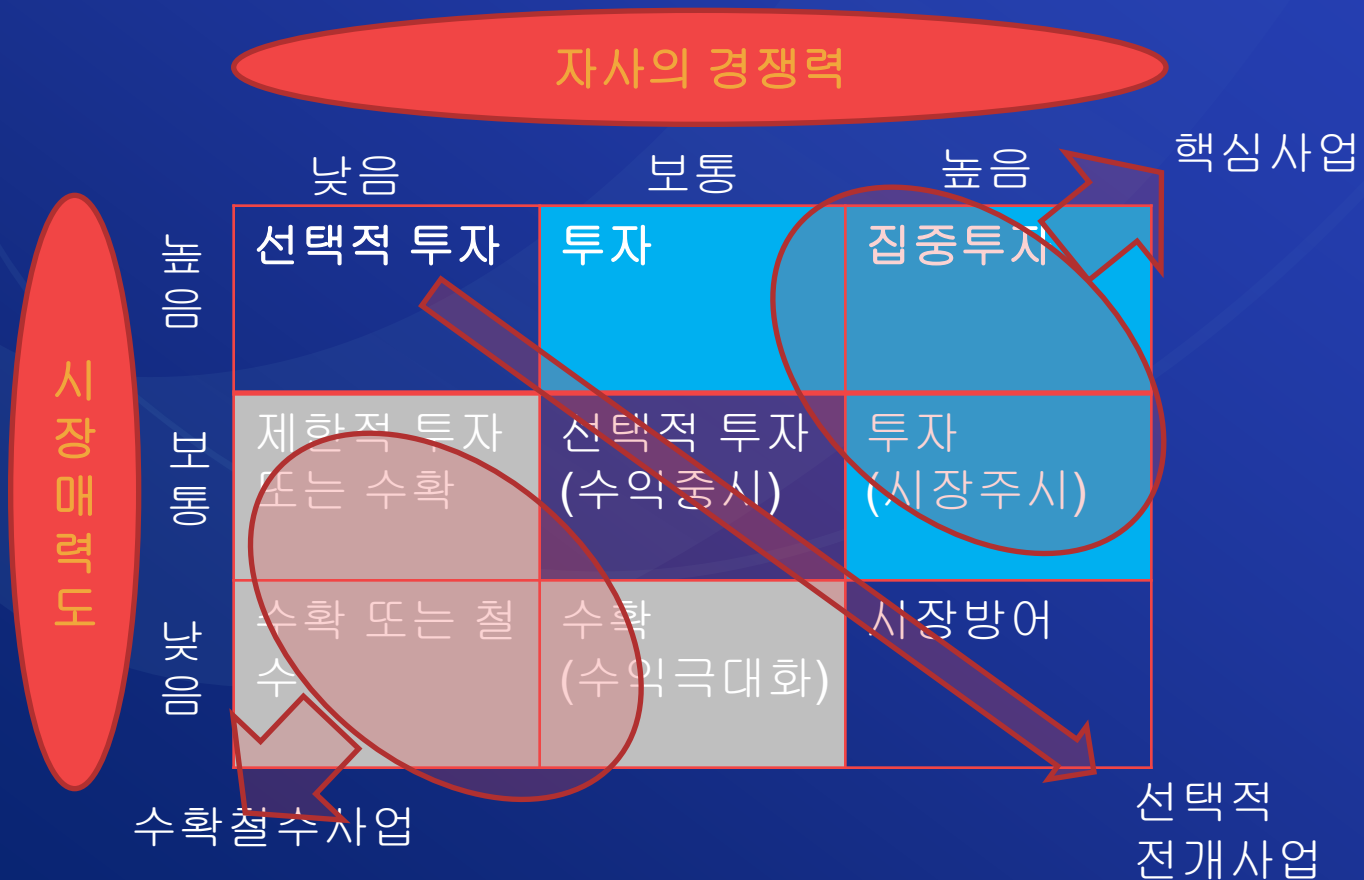 자사의 경쟁력
핵심사업
낮음
보통
높음
시
장
매
력
도
높
음
선택적 투자
투자
집중투자
보
통
제한적 투자
또는 수확
선택적 투자
(수익중시)
투자
(시장주시)
낮
음
수확 또는 철
수
수확
(수익극대화)
시장방어
수확철수사업
선택적
전개사업